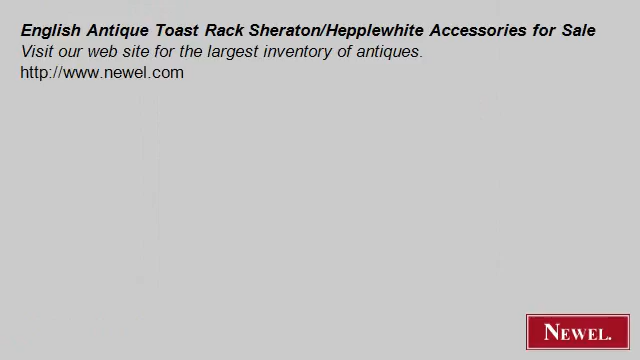 English Antique Toast Rack Sheraton/Hepplewhite Accessories for Sale
Visit our web site for the largest inventory of antiques.
http://www.newel.com
NEWEL.